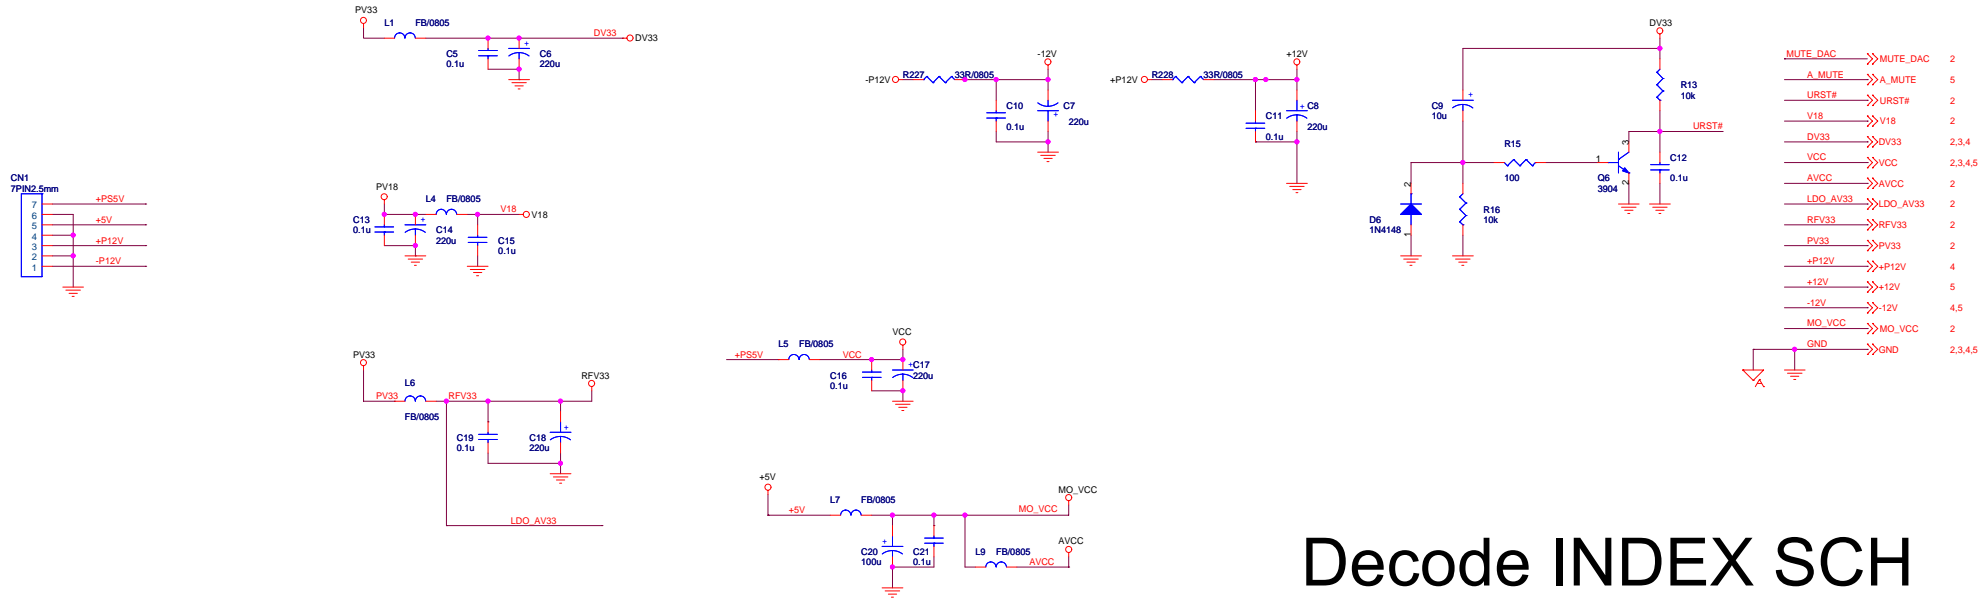 PV33
L1 FB/0805
DV33
DV33
C5
0.1u
C6
220u
-12V
-P12V
R227
33R/0805
C10
0.1u
C7
220u
+12V
+P12V
R228
33R/0805
C11
0.1u
C8
220u
DV33
R13
10k
C9
10u
URST#
R15
100
3
1
2
Q6
3904
C12
0.1u
2
D6
1N4148
1
R16
10k
MUTE_DAC MUTE_DAC 2
A_MUTE A_MUTE 5
URST# URST# 2
V18 V18 2
DV33 DV33 2,3,4
VCC VCC 2,3,4,5
AVCC AVCC 2
LDO_AV33 LDO_AV33 2
RFV33 RFV33 2
PV33 PV33 2
+P12V +P12V 4
+12V +12V 5
-12V -12V 4,5
MO_VCC MO_VCC 2
GND GND 2,3,4,5
A
CN1
7PIN2.5mm
7 +PS5V
6
5 +5V
4
3 +P12V
2
1 -P12V
PV18
L4 FB/0805
V18
V18
C13
0.1u
C14
220u
C15
0.1u
PV33
L6
PV33
FB/0805
RFV33
RFV33
C19
0.1u
C18
220u
LDO_AV33
VCC
L5 FB/0805
+PS5V
VCC
C16
0.1u
C17
220u
+5V
+5V
L7 FB/0805
MO_VCC
MO_VCC
C20
100u
C21
0.1u
L9 FB/0805
AVCC
AVCC
Decode INDEX SCH